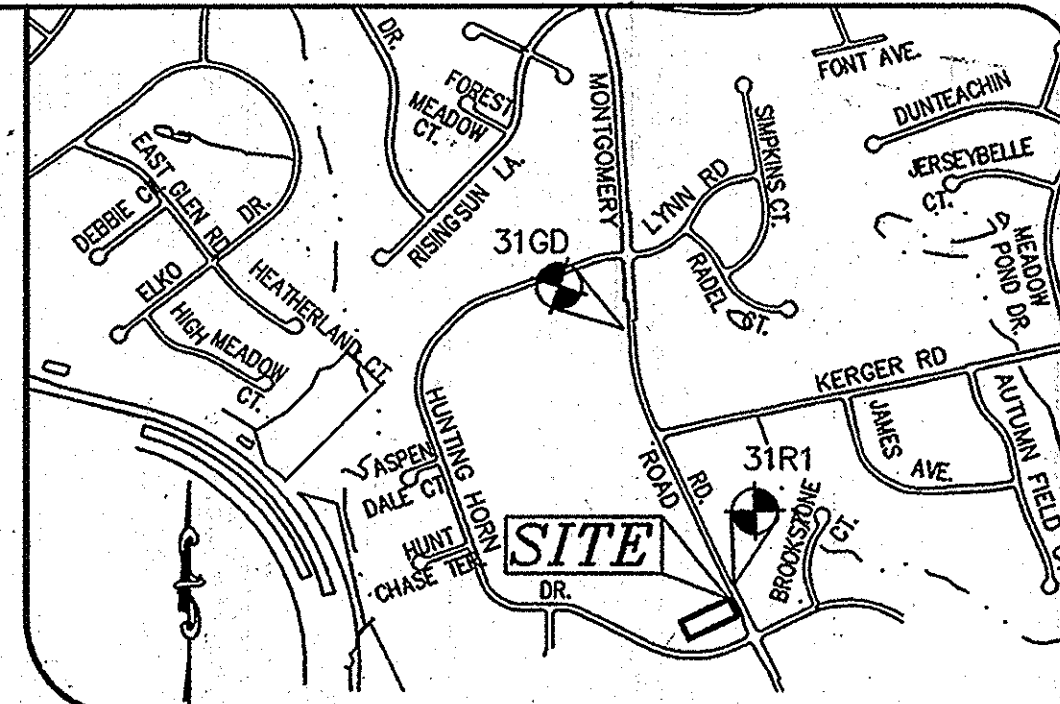 DR.
FOREST
MEADOW
CT.
RISINGSUN LA.
MONTGOMERY
FONT AVE.
DUNTEACHIN
SIMPKINS CT.
JERSEYBELLE
CT.
LYNN RD
EAST GLEN RD
DEBBIE
DR.
ELKO
HEATHERLAND CT
HIGH MEADOW
CT.
31GD
RADEL CT.
MEADOW
POND DR.
KERGER RD
HUNTING HORN
ASPEN
DALE CT.
HUNT
CHASE TER.
DR.
ROAD
RD.
31R1
JAMES
AVE.
AUTUMN FIELD
SITE
BROOKSTONE
CT.